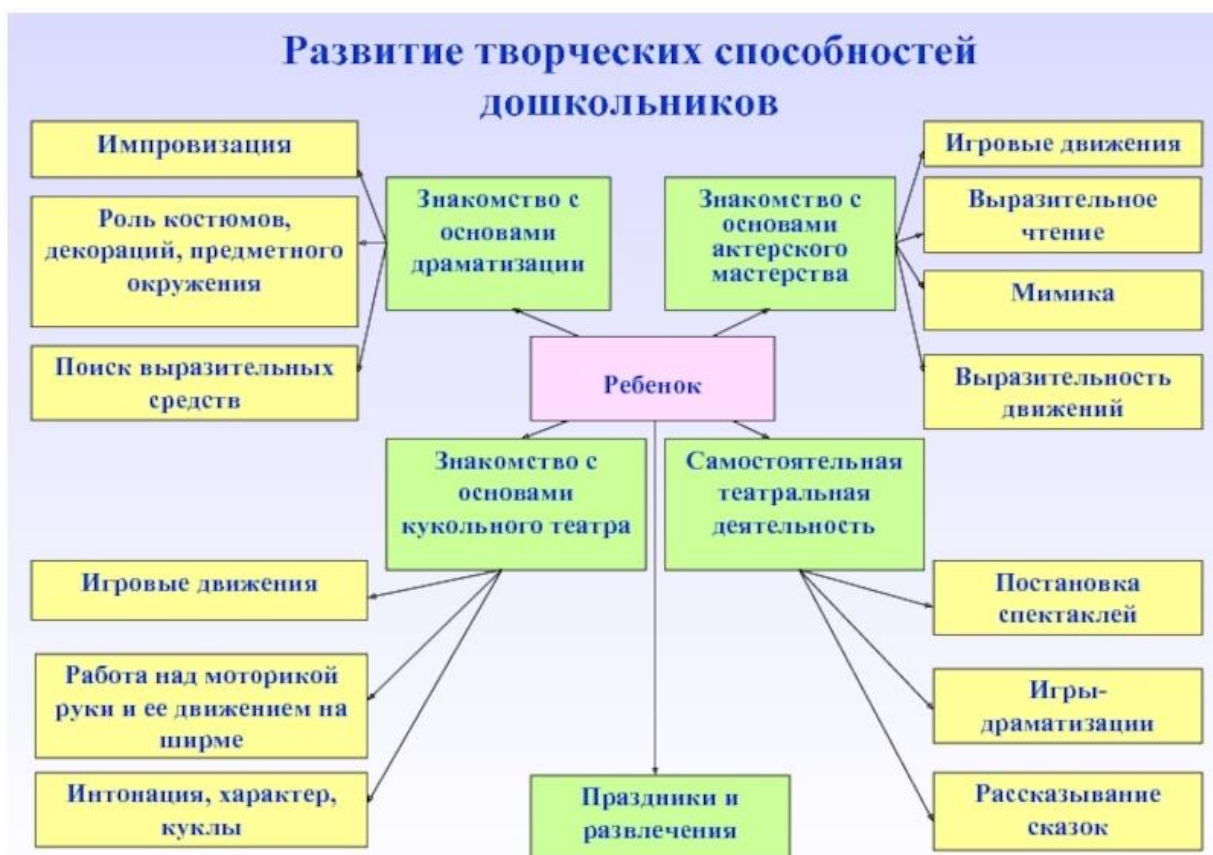 Развитие творческих способностей
дошкольников
Импровизация
Роль костюмов,
декораций, предметного
окружения
Поиск выразительных
средств
Знакомство с
основами
драматизации
Знакомство с
основами
актерского
мастерства
Игровые движения
Выразительное
чтение
Мимика
Выразительность
движений
Ребенок
Знакомство с
основами
кукольного театра
Самостоятельная
театральная
деятельность
Игровые движения
Работа над моторикой
руки и ее движением на
ширме
Интонация, характер,
куклы
Праздники и
развлечения
Постановка
спектаклей
Игры-
драматизации
Рассказывание
сказок